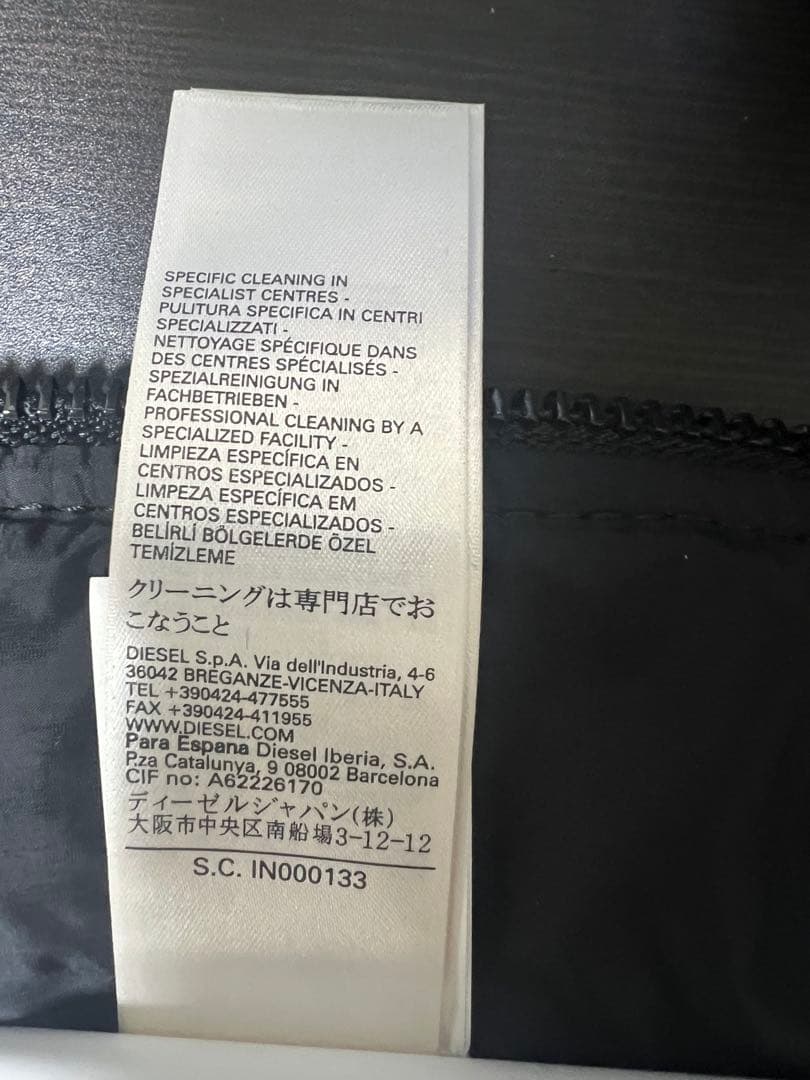 SPECIFIC CLEANING IN
SPECIALIST CENTRES -
PULITURA SPECIFICA IN CENTRI
SPECIALIZZATI -
NETTOYAGE SPÉCIFIQUE DANS
DES CENTRES SPÉCIALISÉS -
SPEZIALREINIGUNG IN
FACHBETRIEBEN -
PROFESSIONAL CLEANING BY A
SPECIALIZED FACILITY -
LIMPIEZA ESPECÍFICA EN
CENTROS ESPECIALIZADOS -
LIMPEZA ESPECÍFICA EM
CENTROS ESPECIALIZADOS -
BELİRLİ BÖLGELERDE ÖZEL
TEMİZLEME
クリーニングは専門店でお
こなうこと
DIESEL S.p.A. Via dell'Industria, 4-6
36042 BREGANZE-VICENZA-ITALY
TEL +390424-477555
FAX +390424-411955
WWW.DIESEL.COM
Para Espana Diesel Iberia, S.A.
P.za Catalunya, 9 08002 Barcelona
CIF no: A62226170
ディーゼルジャパン(株)
大阪市中央区南船場3-12-12
S.C. IN000133